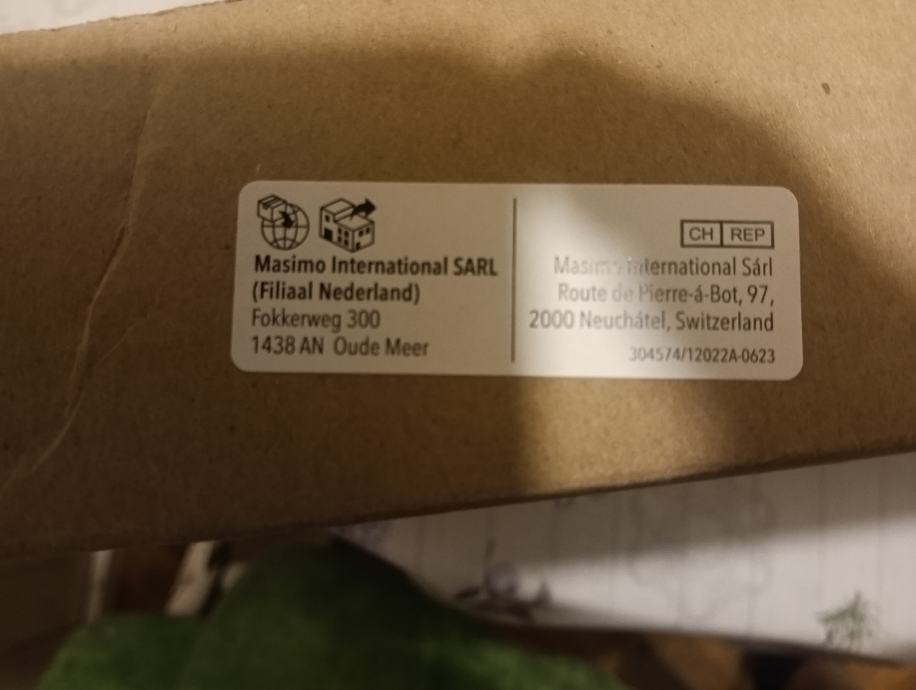 Masimo International SARL
(Filiaal Nederland)
Fokkerweg 300
1438 AN Oude Meer
CH REP
Masimo International Sárl
Route de Pierre-á-Bot, 97,
2000 Neuchátel, Switzerland
304574/12022A-0623